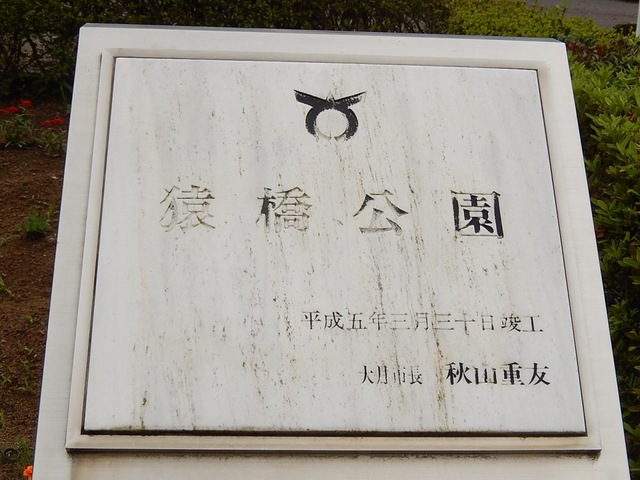 猿橋公園
平成五年三月三十日竣工
大月市長 秋山重友